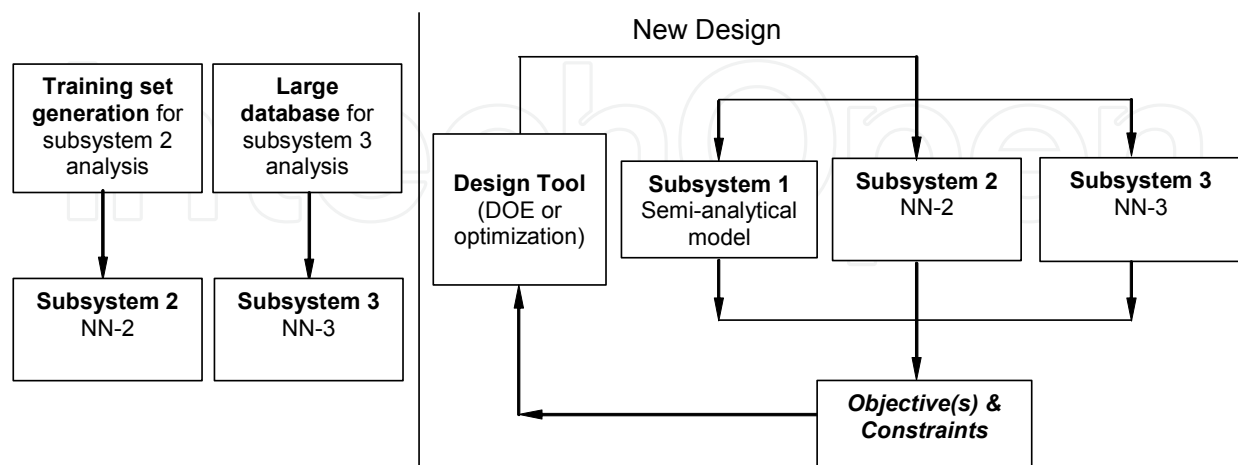 New Design
Training set
generation for
subsystem 2
analysis
Large
database for
subsystem 3
analysis
Subsystem 2
NN-2
Subsystem 3
NN-3
Design Tool
(DOE or
optimization)
Subsystem 1
Semi-analytical
model
Subsystem 2
NN-2
Subsystem 3
NN-3
Objective(s) &
Constraints
IntechOpen